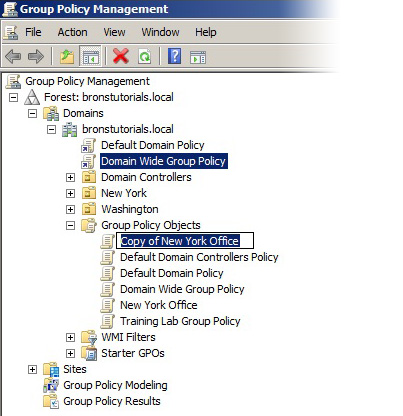 Group Policy Management
File Action View Window Help
Group Policy Management
Forest: bronstutorials.local
Domains
bronstutorials.local
Default Domain Policy
Domain Wide Group Policy
Domain Controllers
New York
Washington
Group Policy Objects
Copy of New York Office
Default Domain Controllers Policy
Default Domain Policy
Domain Wide Group Policy
New York Office
Training Lab Group Policy
WMI Filters
Starter GPOs
Sites
Group Policy Modeling
Group Policy Results